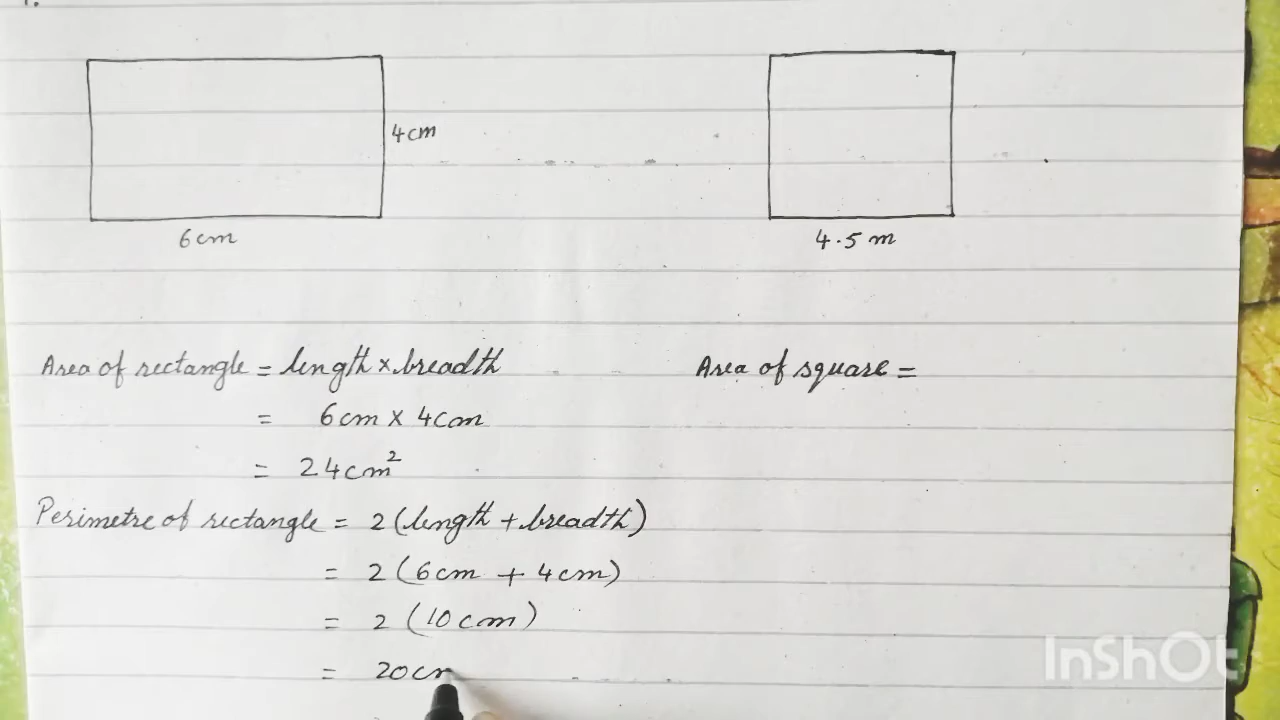 4cm
6cm
4.5 m
Area of rectangle = length × breadth
= 6cm × 4cm
= 24cm²
Perimetre of rectangle = 2 (length + breadth)
= 2 (6cm + 4cm)
= 2 (10cm)
= 20cm
Area of square =
InShOt